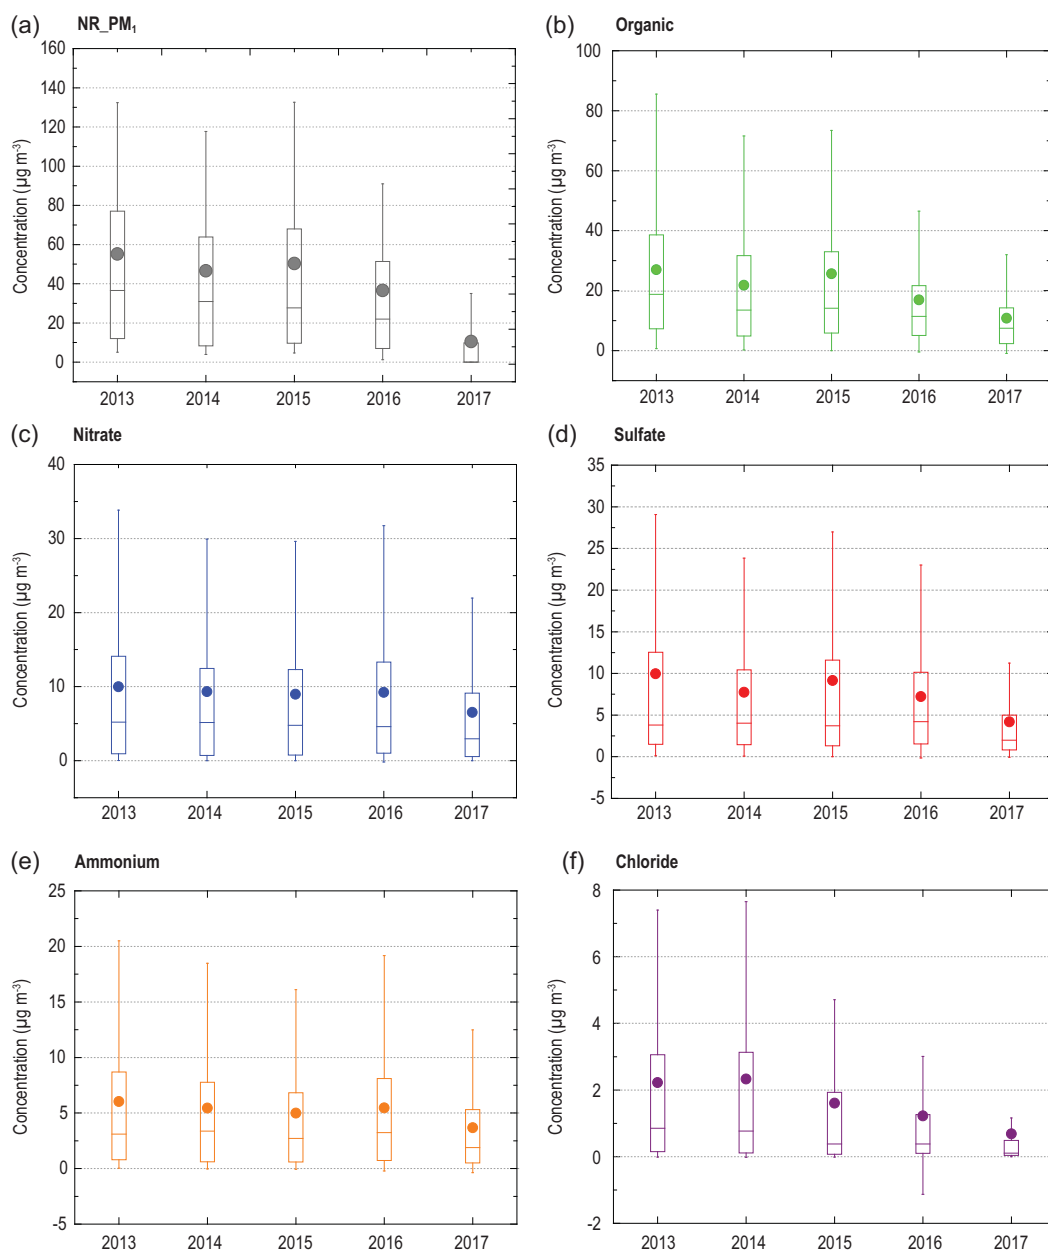 (a) NR_PM₁
Concentration (µg m⁻³)
160
140
120
100
80
60
40
20
0
2013 2014 2015 2016 2017
(b) Organic
Concentration (µg m⁻³)
100
80
60
40
20
0
2013 2014 2015 2016 2017
(c) Nitrate
Concentration (µg m⁻³)
40
30
20
10
0
2013 2014 2015 2016 2017
(d) Sulfate
Concentration (µg m⁻³)
35
30
25
20
15
10
5
0
-5
2013 2014 2015 2016 2017
(e) Ammonium
Concentration (µg m⁻³)
25
20
15
10
5
0
-5
2013 2014 2015 2016 2017
(f) Chloride
Concentration (µg m⁻³)
8
6
4
2
0
-2
2013 2014 2015 2016 2017